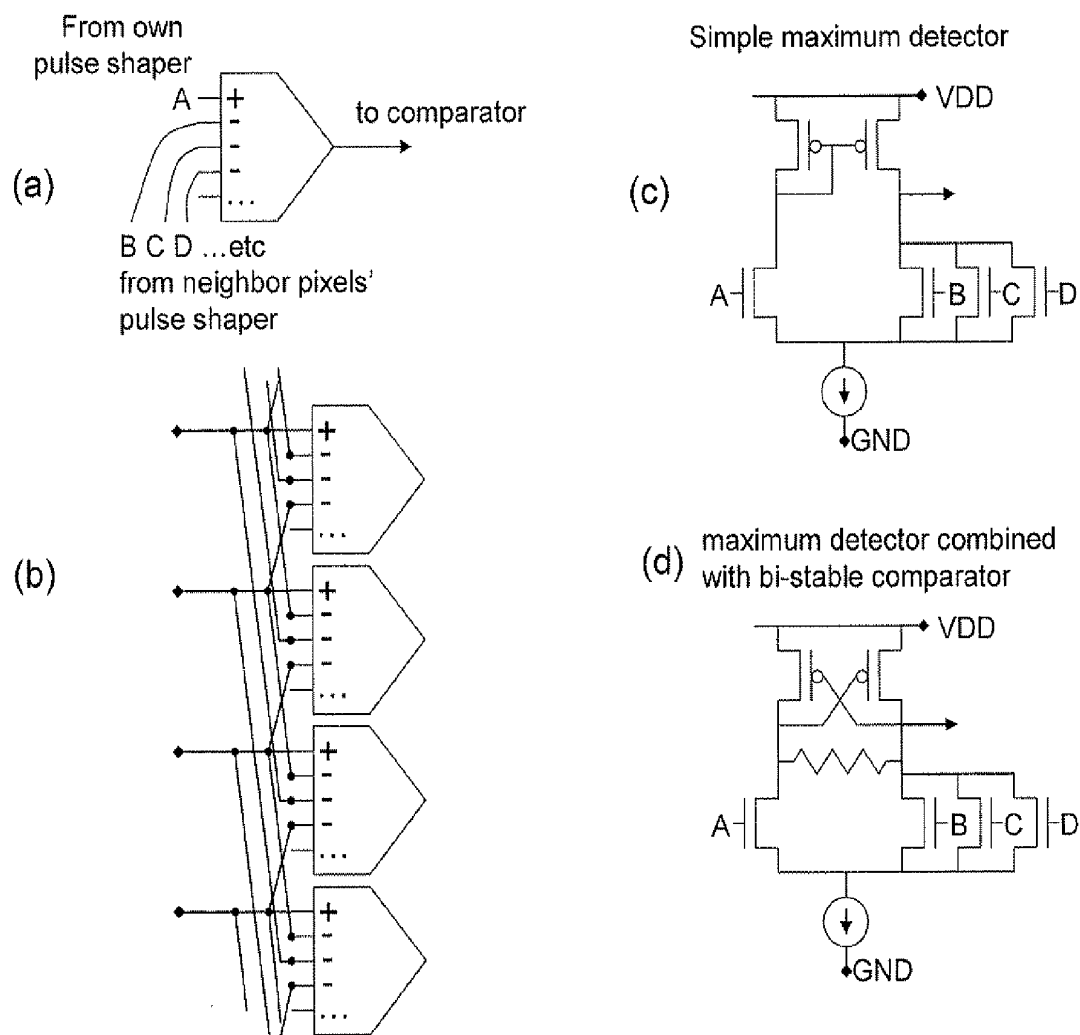 From own
pulse shaper
A
+
-
-
-
...
to comparator
(a)
B C D ...etc
from neighbor pixels'
pulse shaper
(b)
+
-
-
-
...
+
-
-
-
...
+
-
-
-
...
+
-
-
-
...
Simple maximum detector
VDD
(c)
A
B
C
D
GND
(d)
maximum detector combined
with bi-stable comparator
VDD
A
B
C
D
GND